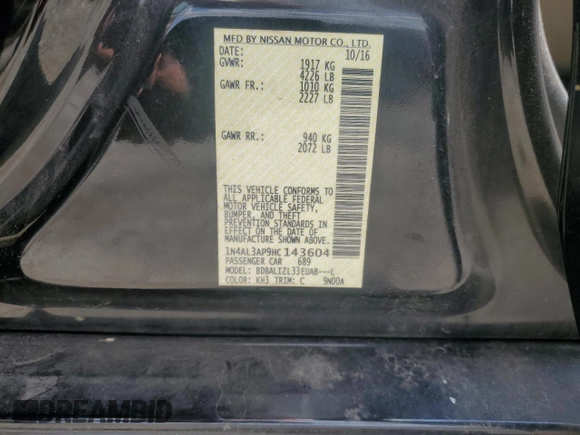 MFD BY NISSAN MOTOR CO., LTD.
DATE: 10/16
GVWR: 1917 KG
4226 LB
GAWR FR.: 1010 KG
2227 LB
GAWR RR.: 940 KG
2072 LB
THIS VEHICLE CONFORMS TO
ALL APPLICABLE FEDERAL
MOTOR VEHICLE SAFETY,
BUMPER, AND THEFT
PREVENTION STANDARDS
IN EFFECT ON THE DATE OF
MANUFACTURE SHOWN ABOVE.
1N4AL3AP9HC143604
PASSENGER CAR 689
MODEL: BDBALIZL33EUA8---L
COLOR: KH3 TRIM: C 9N00A
DREAMBID